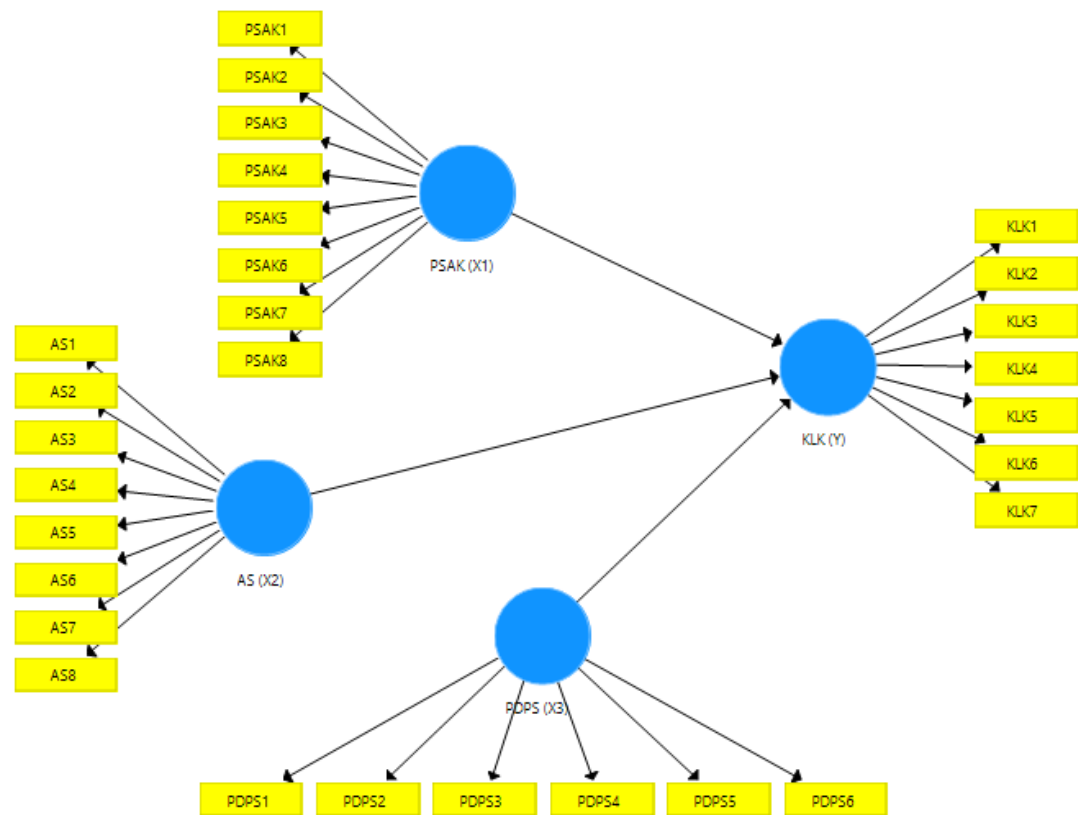 PSAK1
PSAK2
PSAK3
PSAK4
PSAK5
PSAK6
PSAK7
PSAK8
PSAK (X1)
AS1
AS2
AS3
AS4
AS5
AS6
AS7
AS8
AS (X2)
KLK1
KLK2
KLK3
KLK4
KLK5
KLK6
KLK7
KLK (Y)
PDPS (X3)
PDPS1
PDPS2
PDPS3
PDPS4
PDPS5
PDPS6